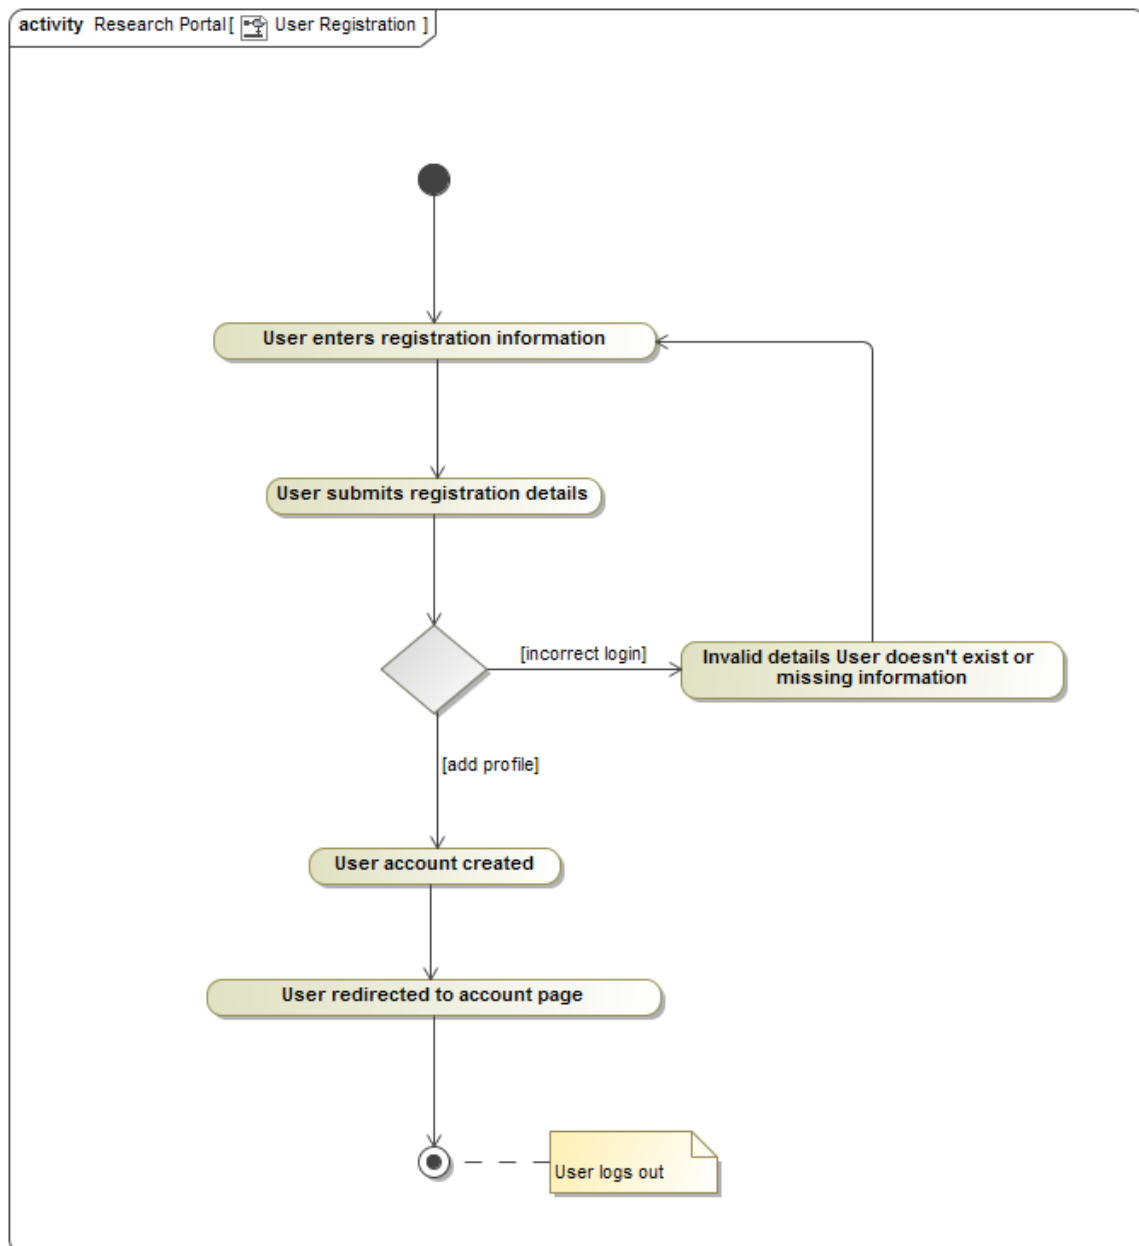 activity Research Portal[ User Registration ]
User enters registration information
User submits registration details
[incorrect login]
Invalid details User doesn't exist or
missing information
[add profile]
User account created
User redirected to account page
User logs out